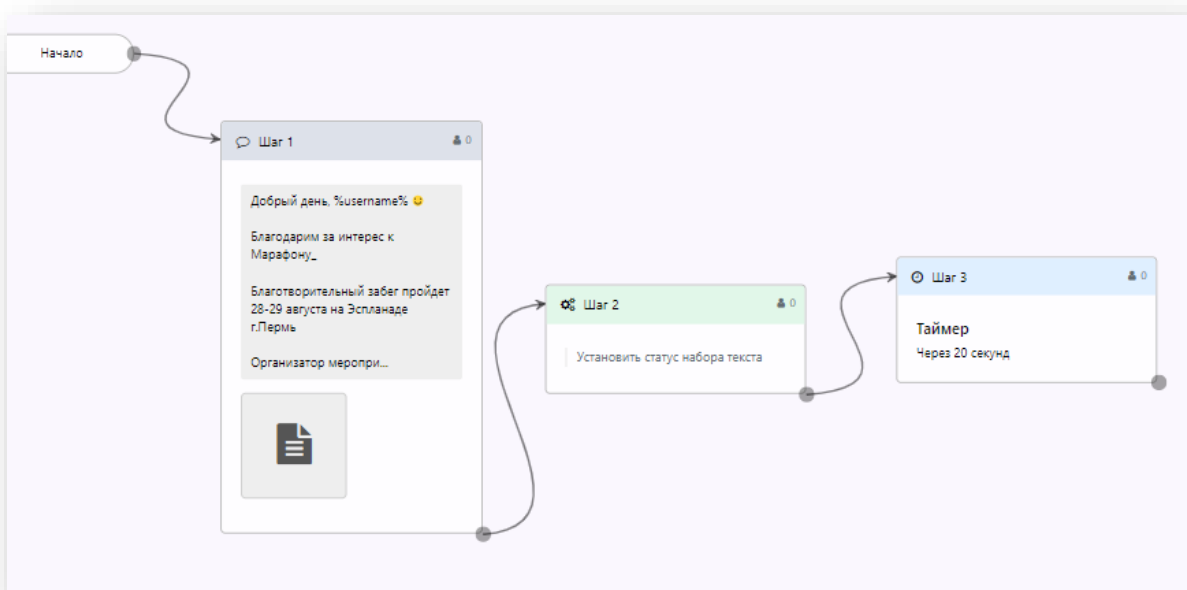 Начало
Шаг 1
0
Добрый день, %username% 🙂
Благодарим за интерес к
Марафону_
Благотворительный забег пройдет
28-29 августа на Эспланаде
г.Пермь
Организатор меропри...
Шаг 2
0
Установить статус набора текста
Шаг 3
0
Таймер
Через 20 секунд